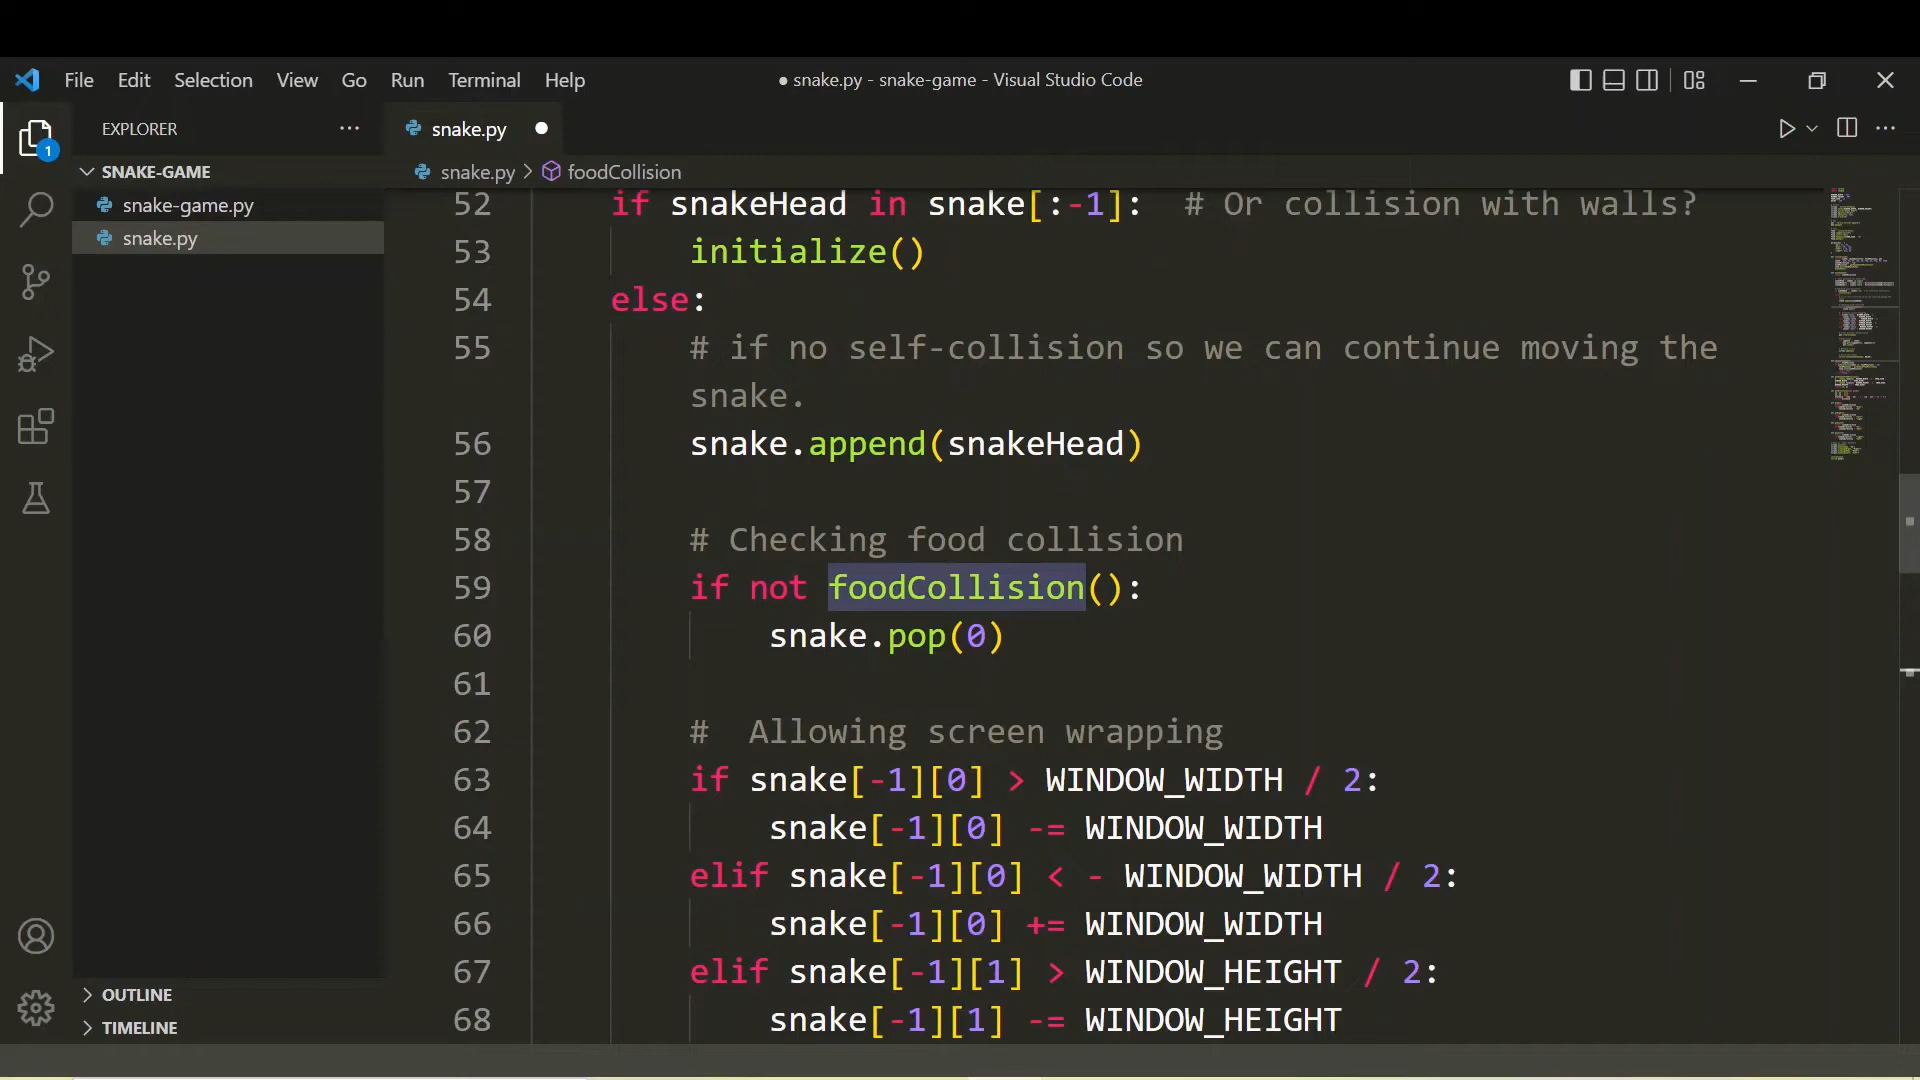 File Edit Selection View Go Run Terminal Help
● snake.py - snake-game - Visual Studio Code
EXPLORER
snake.py
1
SNAKE-GAME
snake-game.py
snake.py
OUTLINE
TIMELINE
snake.py > foodCollision
52 if snakeHead in snake[:-1]: # Or collision with walls?
53 initialize()
54 else:
55 # if no self-collision so we can continue moving the
snake.
56 snake.append(snakeHead)
57
58 # Checking food collision
59 if not foodCollision():
60 snake.pop(0)
61
62 #  Allowing screen wrapping
63 if snake[-1][0] > WINDOW_WIDTH / 2:
64 snake[-1][0] -= WINDOW_WIDTH
65 elif snake[-1][0] < - WINDOW_WIDTH / 2:
66 snake[-1][0] += WINDOW_WIDTH
67 elif snake[-1][1] > WINDOW_HEIGHT / 2:
68 snake[-1][1] -= WINDOW_HEIGHT